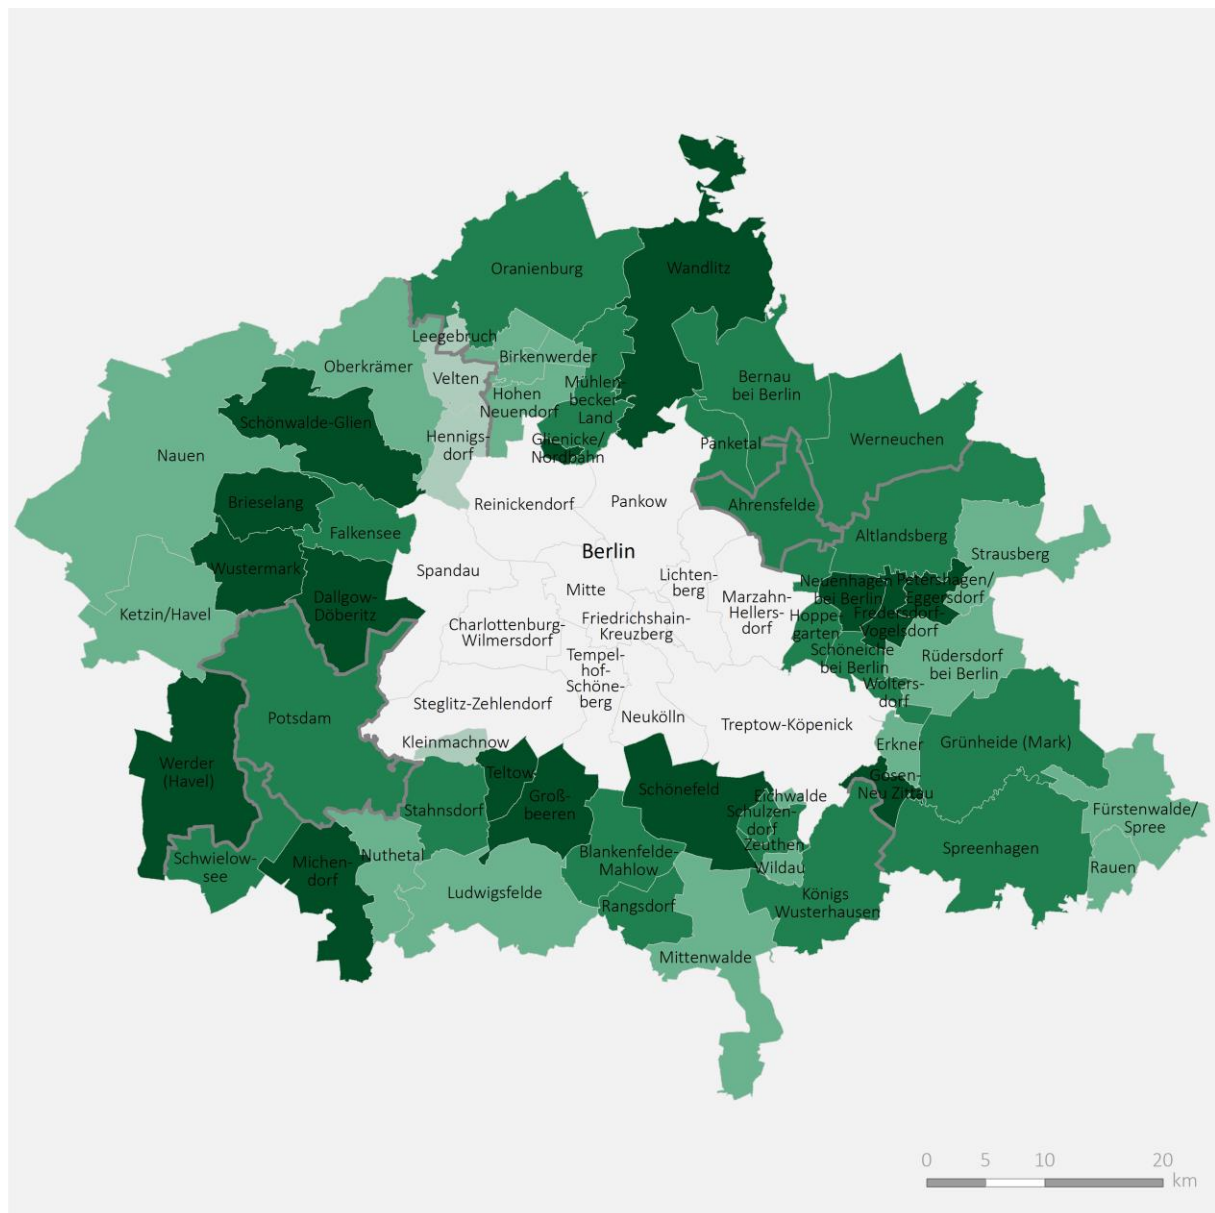 Oranienburg
Wandlitz
Leegebruch
Birkenwerder
Oberkrämer
Velten
Mühlen-
becker
Land
Bernau
bei Berlin
Hohen
Neuendorf
Schönwalde-Glien
Hennigs-
dorf
Glienicke/
Nordbahn
Panketal
Werneuchen
Nauen
Brieselang
Reinickendorf
Pankow
Ahrensfelde
Falkensee
Altlandsberg
Strausberg
Berlin
Wustermark
Spandau
Mitte
Lichten-
berg
Marzahn-
Hellers-
dorf
Neuenhagen
bei Berlin
Petershagen/
Eggersdorf
Ketzin/Havel
Dallgow-
Döberitz
Charlottenburg-
Wilmersdorf
Friedrichshain-
Kreuzberg
Hoppe-
garten
Fredersdorf-
Vogelsdorf
Schöneiche
bei Berlin
Rüdersdorf
bei Berlin
Tempel-
hof-
Schöne-
berg
Woltersdorf-
dorf
Potsdam
Steglitz-Zehlendorf
Neukölln
Treptow-Köpenick
Kleinmachnow
Erkner
Grünheide (Mark)
Werder
(Havel)
Teltow
Schönefeld
Gosen-
Neu Zittau
Stahnsdorf
Groß-
beeren
Eichwalde
Schulzen-
dorf
Zeuthen
Fürstenwalde/
Spree
Schwielow-
see
Michen-
dorf
Nuthetal
Blankenfelde-
Mahlow
Wildau
Spreenhagen
Rauen
Ludwigsfelde
Rangsdorf
Königs
Wusterhausen
Mittenwalde
0 5 10 20
km